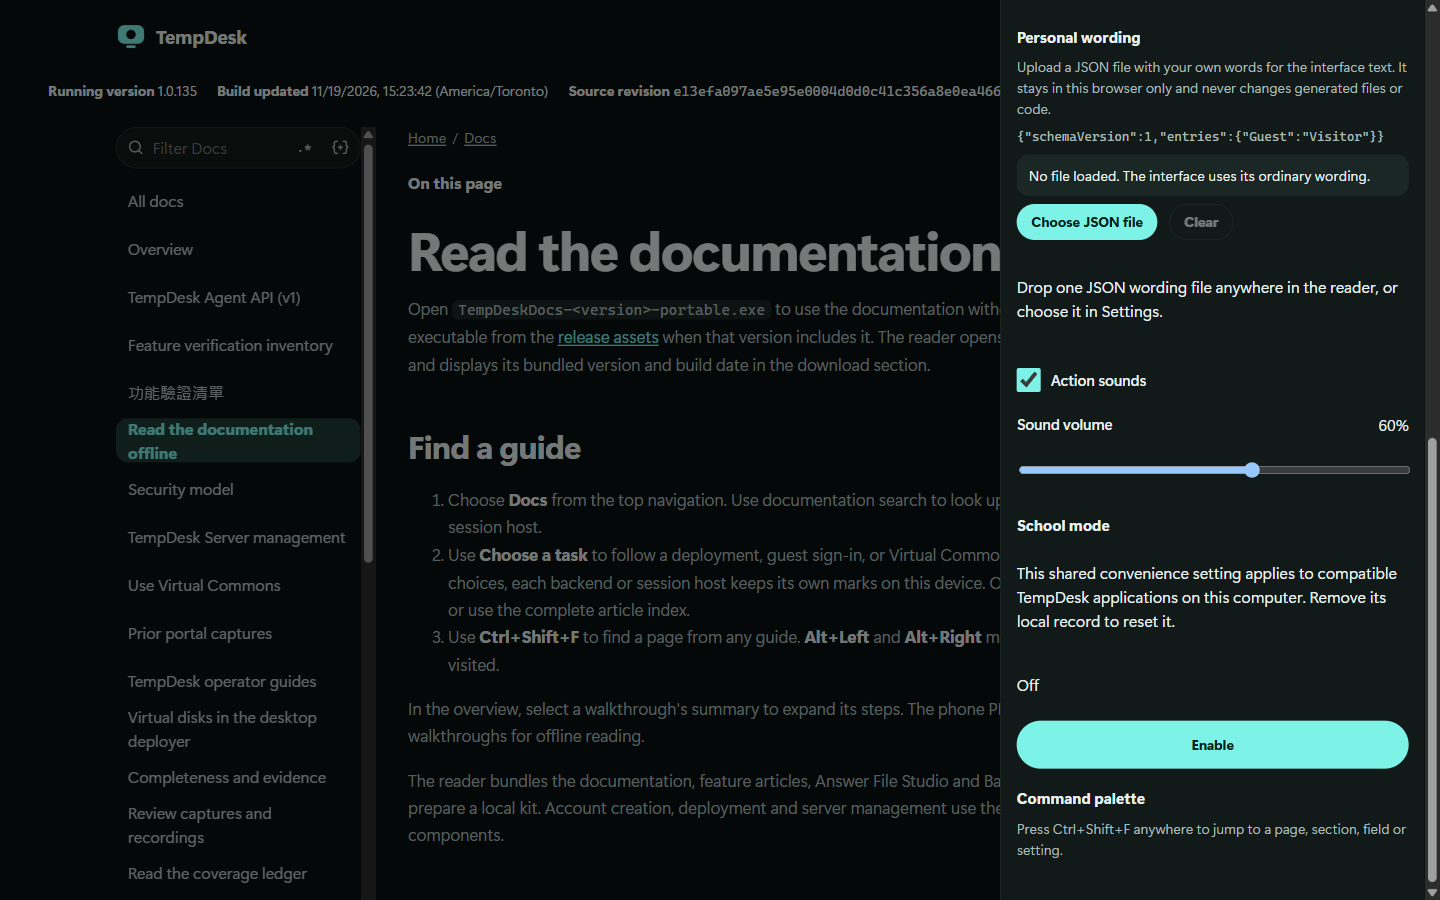 TempDesk
Running version 1.0.135 Build updated 11/19/2026, 15:23:42 (America/Toronto) Source revision e13efa097ae5e95e0004d0d0c41c356a8e0ea466
Filter Docs .* {+}
All docs
Overview
TempDesk Agent API (v1)
Feature verification inventory
功能驗證清單
Read the documentation
offline
Security model
TempDesk Server management
Use Virtual Commons
Prior portal captures
TempDesk operator guides
Virtual disks in the desktop
deployer
Completeness and evidence
Review captures and
recordings
Read the coverage ledger
Home / Docs
On this page
Read the documentation
Open TempDeskDocs-<version>-portable.exe to use the documentation with
executable from the release assets when that version includes it. The reader opens
and displays its bundled version and build date in the download section.
Find a guide
1. Choose Docs from the top navigation. Use documentation search to look up
session host.
2. Use Choose a task to follow a deployment, guest sign-in, or Virtual Commo
choices, each backend or session host keeps its own marks on this device.
or use the complete article index.
3. Use Ctrl+Shift+F to find a page from any guide. Alt+Left and Alt+Right m
visited.
In the overview, select a walkthrough's summary to expand its steps. The phone P
walkthroughs for offline reading.
The reader bundles the documentation, feature articles, Answer File Studio and Ba
prepare a local kit. Account creation, deployment and server management use the
components.
Personal wording
Upload a JSON file with your own words for the interface text. It
stays in this browser only and never changes generated files or
code.
{"schemaVersion":1,"entries":{"Guest":"Visitor"}}
No file loaded. The interface uses its ordinary wording.
Choose JSON file Clear
Drop one JSON wording file anywhere in the reader, or
choose it in Settings.
Action sounds
Sound volume 60%
School mode
This shared convenience setting applies to compatible
TempDesk applications on this computer. Remove its
local record to reset it.
Off
Enable
Command palette
Press Ctrl+Shift+F anywhere to jump to a page, section, field or
setting.